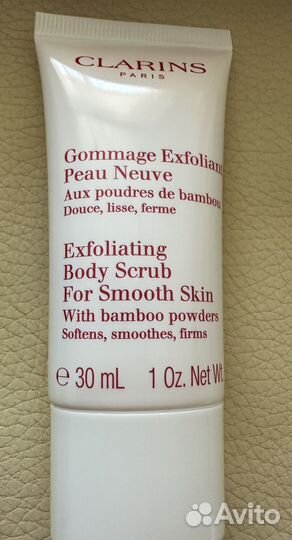 CLARINS
PARIS
Gommage Exfoliant
Peau Neuve
Aux poudres de bambou
Douce, lisse, ferme
Exfoliating
Body Scrub
For Smooth Skin
With bamboo powders
Softens, smoothes, firms
℮ 30 mL 1 Oz. Net Wt.
Avito